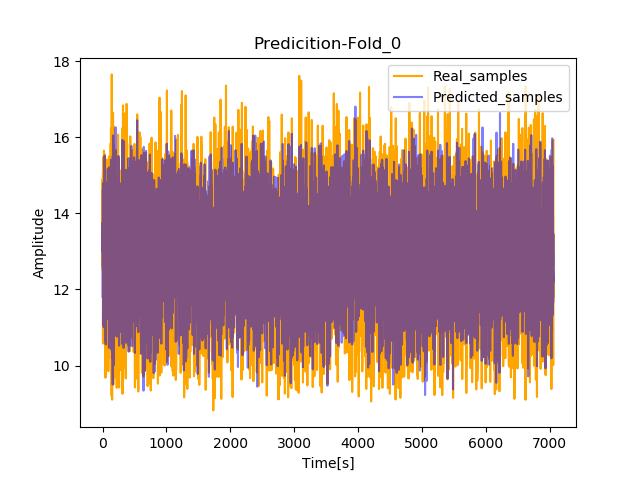 Predicition-Fold_0
Real_samples
Predicted_samples
Amplitude
18
16
14
12
10
0 1000 2000 3000 4000 5000 6000 7000
Time[s]